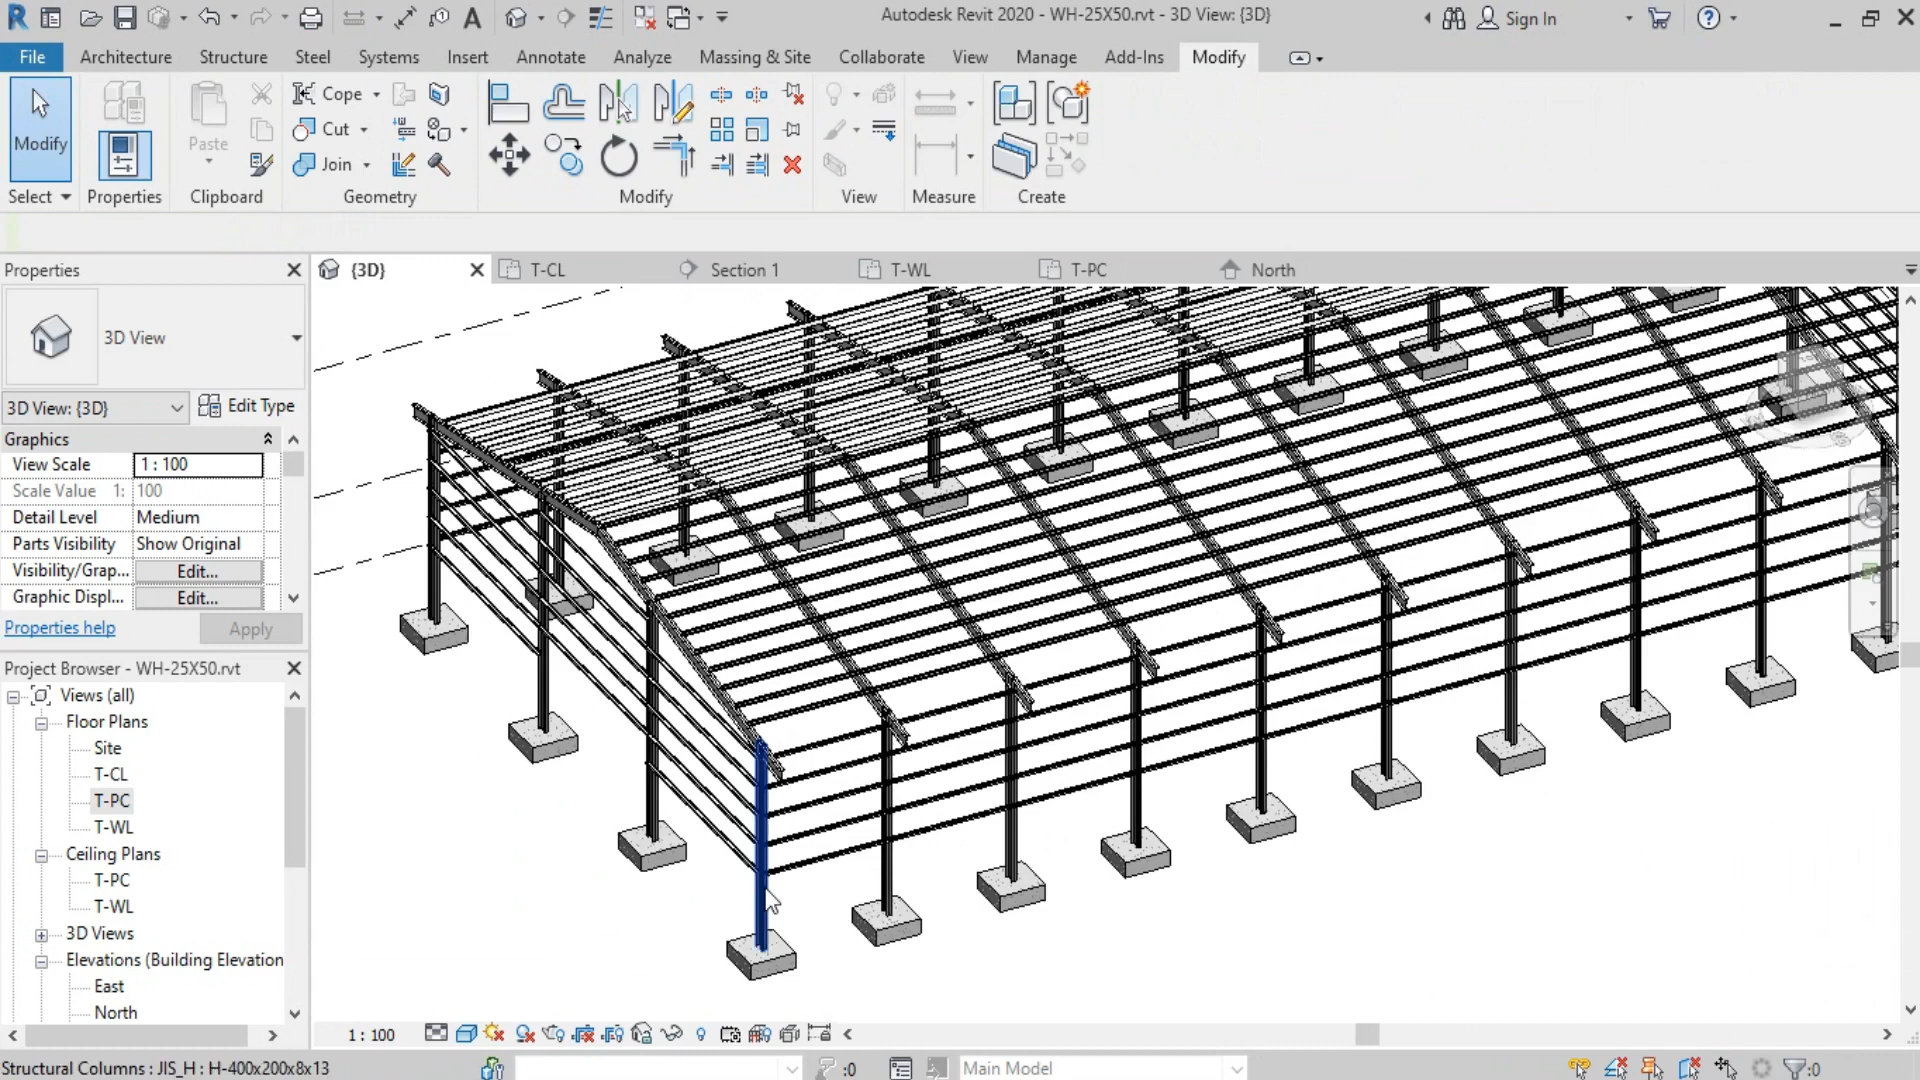 Autodesk Revit 2020 - WH-25X50.rvt - 3D View: {3D}
Sign In
File Architecture Structure Steel Systems Insert Annotate Analyze Massing & Site Collaborate View Manage Add-Ins Modify
Modify
Paste
Cope
Cut
Join
Select Properties Clipboard Geometry Modify View Measure Create
Properties
{3D} T-CL Section 1 T-WL T-PC North
3D View
3D View: {3D} Edit Type
Graphics
View Scale 1 : 100
Scale Value 1: 100
Detail Level Medium
Parts Visibility Show Original
Visibility/Grap... Edit...
Graphic Displ... Edit...
Properties help Apply
Project Browser - WH-25X50.rvt
Views (all)
Floor Plans
Site
T-CL
T-PC
T-WL
Ceiling Plans
T-PC
T-WL
3D Views
Elevations (Building Elevation
East
North
1 : 100
Structural Columns : JIS_H : H-400x200x8x13
:0
Main Model
:0